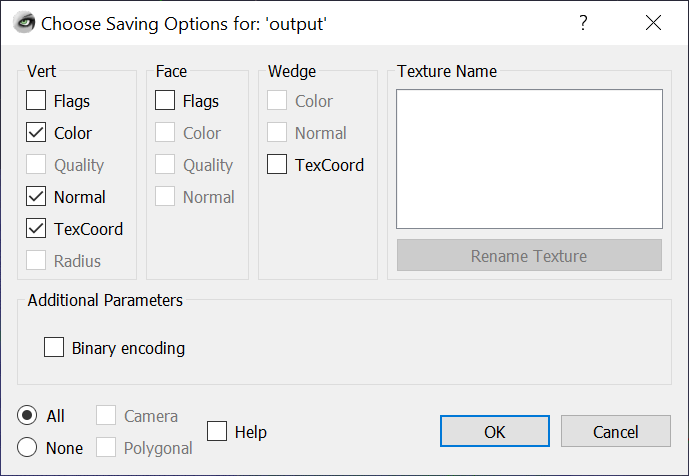 Choose Saving Options for: 'output'
?
Vert
Flags
Color
Quality
Normal
TexCoord
Radius
Face
Flags
Color
Quality
Normal
Wedge
Color
Normal
TexCoord
Texture Name
Rename Texture
Additional Parameters
Binary encoding
All
None
Camera
Polygonal
Help
OK
Cancel